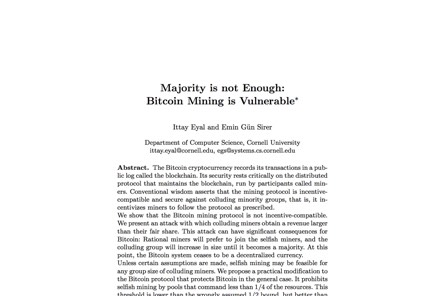 Majority is not Enough:
Bitcoin Mining is Vulnerable*
Ittay Eyal and Emin Gün Sirer
Department of Computer Science, Cornell University
ittay.eyal@cornell.edu, egs@systems.cs.cornell.edu
Abstract. The Bitcoin cryptocurrency records its transactions in a pub-
lic log called the blockchain. Its security rests critically on the distributed
protocol that maintains the blockchain, run by participants called min-
ers. Conventional wisdom asserts that the mining protocol is incentive-
compatible and secure against colluding minority groups, that is, it in-
centivizes miners to follow the protocol as prescribed.
We show that the Bitcoin mining protocol is not incentive-compatible.
We present an attack with which colluding miners obtain a revenue larger
than their fair share. This attack can have significant consequences for
Bitcoin: Rational miners will prefer to join the selfish miners, and the
colluding group will increase in size until it becomes a majority. At this
point, the Bitcoin system ceases to be a decentralized currency.
Unless certain assumptions are made, selfish mining may be feasible for
any group size of colluding miners. We propose a practical modification
to the Bitcoin protocol that protects Bitcoin in the general case. It prohibits
selfish mining by pools that command less than 1/4 of the resources. This
threshold is lower than the wrongly assumed 1/2 bound, but better than